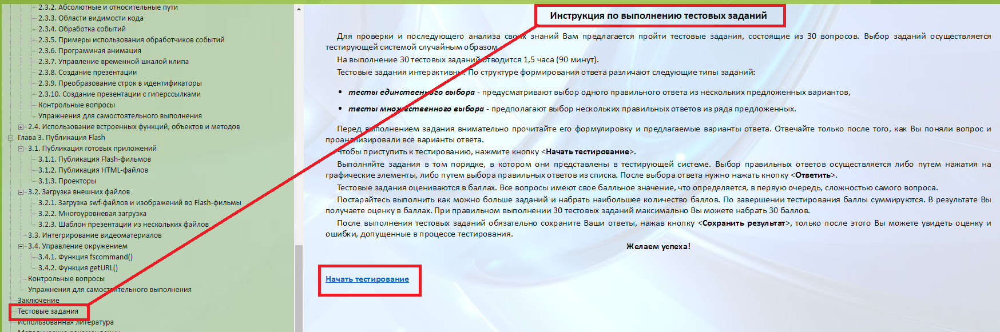 2.3.2. Абсолютные и относительные пути
2.3.3. Области видимости кода
2.3.4. Обработка событий
2.3.5. Примеры использования обработчиков событий
2.3.6. Программная анимация
2.3.7. Управление временной шкалой клипа
2.3.8. Создание презентации
2.3.9. Преобразование строк в идентификаторы
2.3.10. Создание презентации с гиперссылками
Контрольные вопросы
Упражнения для самостоятельного выполнения
2.4. Использование встроенных функций, объектов и методов
Глава 3. Публикация Flash
3.1. Публикация готовых приложений
3.1.1. Публикация Flash-фильмов
3.1.2. Публикация HTML-файлов
3.1.3. Проекторы
3.2. Загрузка внешних файлов
3.2.1. Загрузка swf-файлов и изображений во Flash-фильмы
3.2.2. Многоуровневая загрузка
3.2.3. Шаблон презентации из нескольких файлов
3.3. Интегрирование видеоматериалов
3.4. Управление окружением
3.4.1. Функция fscommand()
3.4.2. Функция getURL()
Контрольные вопросы
Упражнения для самостоятельного выполнения
Заключение
Тестовые задания
Использованная литература
Методические рекомендации
Инструкция по выполнению тестовых заданий
Для проверки и последующего анализа своих знаний Вам предлагается пройти тестовые задания, состоящие из 30 вопросов. Выбор заданий осуществляется
тестирующей системой случайным образом.
На выполнение 30 тестовых заданий отводится 1,5 часа (90 минут).
Тестовые задания интерактивны. По структуре формирования ответа различают следующие типы заданий:
• тесты единственного выбора - предусматривают выбор одного правильного ответа из нескольких предложенных вариантов,
• тесты множественного выбора - предполагают выбор нескольких правильных ответов из ряда предложенных.
Перед выполнением задания внимательно прочитайте его формулировку и предлагаемые варианты ответа. Отвечайте только после того, как Вы поняли вопрос и
проанализировали все варианты ответа.
Чтобы приступить к тестированию, нажмите кнопку <Начать тестирование>.
Выполняйте задания в том порядке, в котором они представлены в тестирующей системе. Выбор правильных ответов осуществляется либо путем нажатия на
графические элементы, либо путем выбора правильных ответов из списка. После выбора ответа нужно нажать кнопку <Ответить>.
Тестовые задания оцениваются в баллах. Все вопросы имеют свое балльное значение, что определяется, в первую очередь, сложностью самого вопроса.
Постарайтесь выполнить как можно больше заданий и набрать наибольшее количество баллов. По завершении тестирования баллы суммируются. В результате Вы
получаете оценку в баллах. При правильном выполнении 30 тестовых заданий максимально Вы можете набрать 30 баллов.
После выполнения тестовых заданий обязательно сохраните Ваши ответы, нажав кнопку <Сохранить результат>, только после этого Вы можете увидеть оценку и
ошибки, допущенные в процессе тестирования.
Желаем успеха!
Начать тестирование